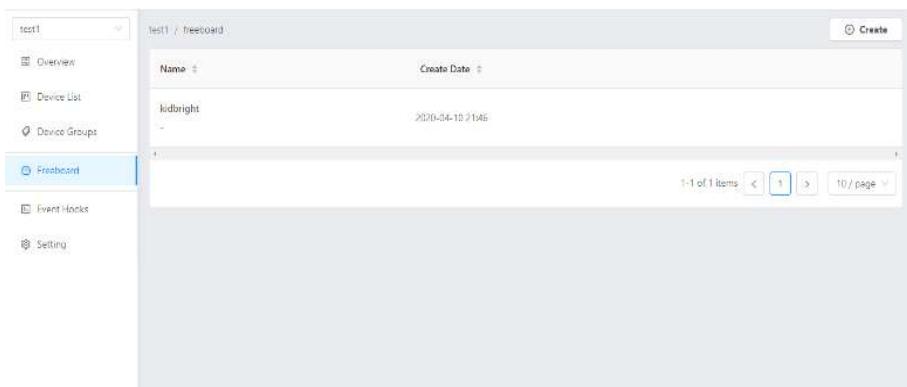 test1
Overview
Device List
Device Groups
Freeboard
Event Hooks
Setting
test1 / freeboard
Create
Name
Create Date
kidbright
-
2020-04-10 21:46
1-1 of 1 items < 1 > 10 / page